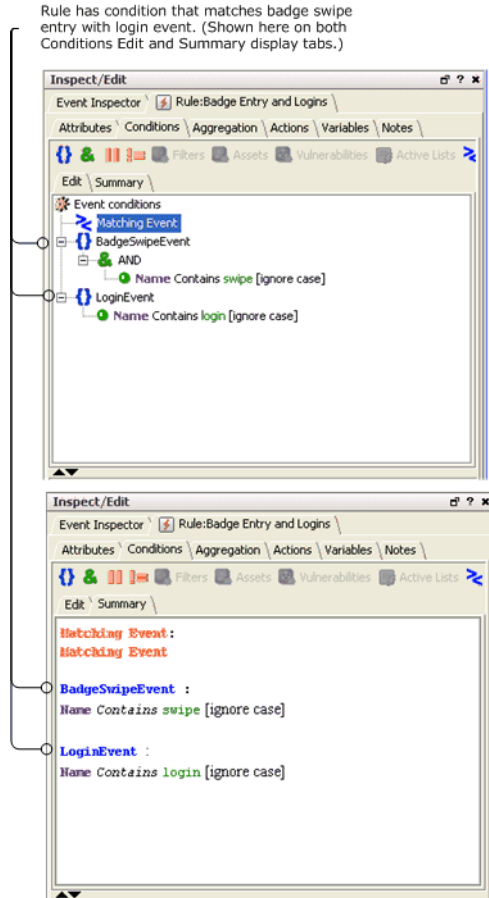 Rule has condition that matches badge swipe
entry with login event. (Shown here on both
Conditions Edit and Summary display tabs.)
Inspect/Edit
Event Inspector Rule:Badge Entry and Logins
Attributes Conditions Aggregation Actions Variables Notes
{} & Filters Assets Vulnerabilities Active Lists
Edit Summary
Event conditions
Matching Event
{} BadgeSwipeEvent
& AND
Name Contains swipe [ignore case]
{} LoginEvent
Name Contains login [ignore case]
Inspect/Edit
Event Inspector Rule:Badge Entry and Logins
Attributes Conditions Aggregation Actions Variables Notes
{} & Filters Assets Vulnerabilities Active Lists
Edit Summary
Matching Event:
Matching Event
BadgeSwipeEvent :
Name Contains swipe [ignore case]
LoginEvent :
Name Contains login [ignore case]